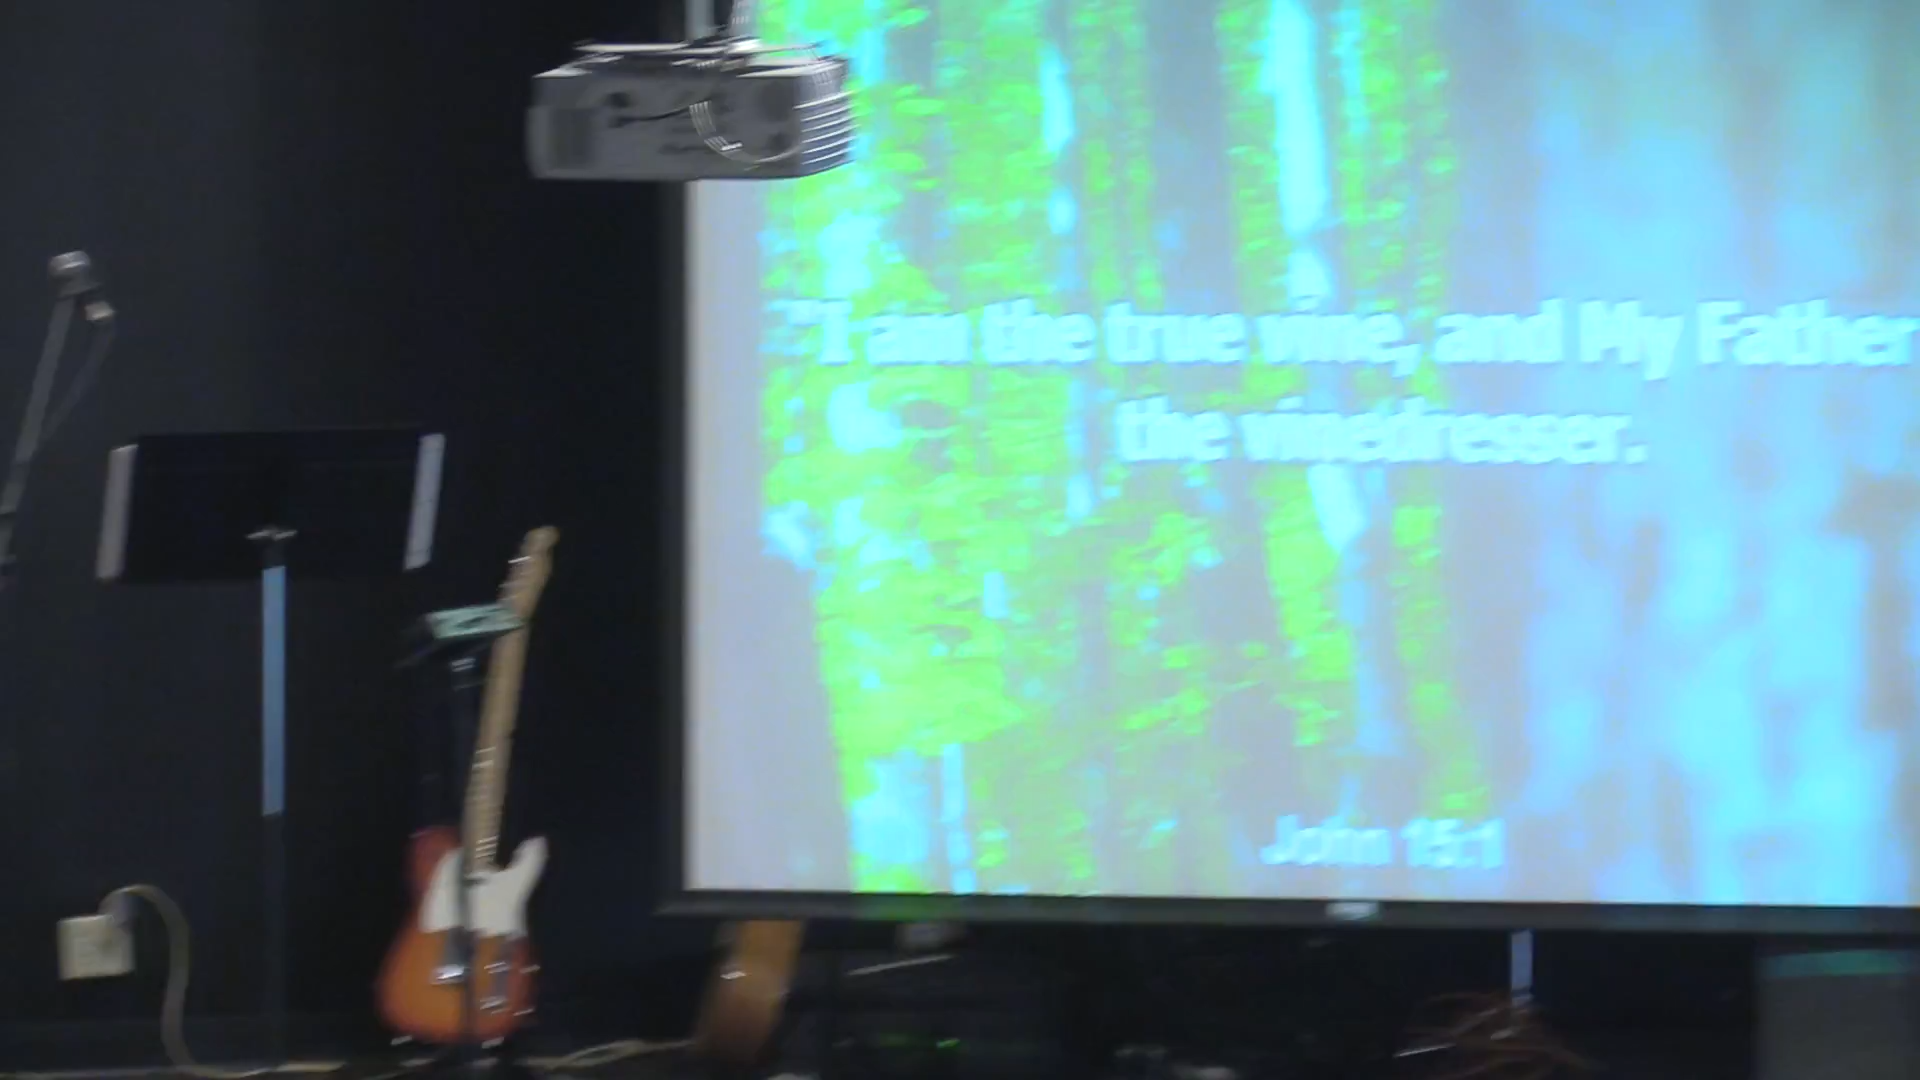 "I am the true vine, and My Father
the vinedresser.
John 15:1